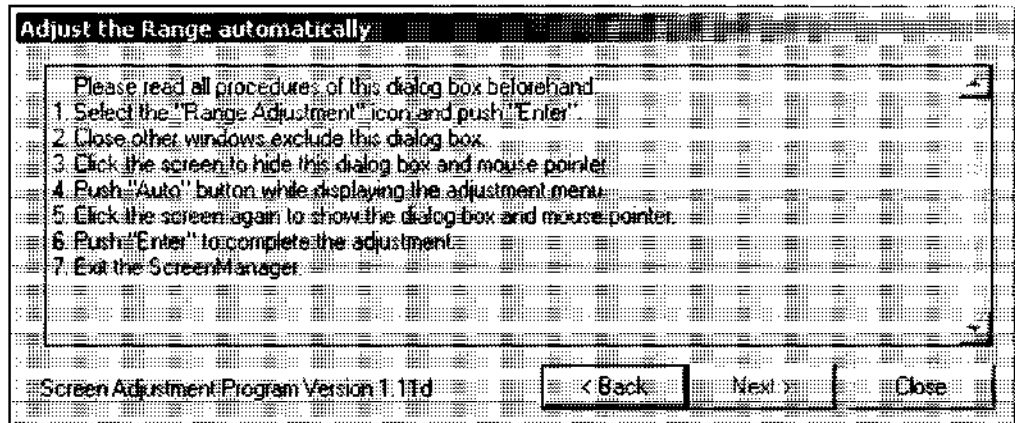 Adjust the Range automatically
Please read all procedures of this dialog box beforehand.
1. Select the "Range Adjustment" icon and push "Enter".
2. Close other windows exclude this dialog box.
3. Click the screen to hide this dialog box and mouse pointer.
4. Push "Auto" button while displaying the adjustment menu.
5. Click the screen again to show the dialog box and mouse pointer.
6. Push "Enter" to complete the adjustment.
7. Exit the ScreenManager.
Screen Adjustment Program Version 1.11d
< Back
Next >
Close